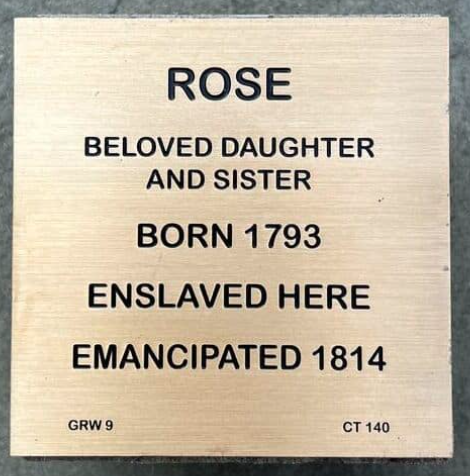 ROSE
BELOVED DAUGHTER
AND SISTER
BORN 1793
ENSLAVED HERE
EMANCIPATED 1814
GRW 9 CT 140